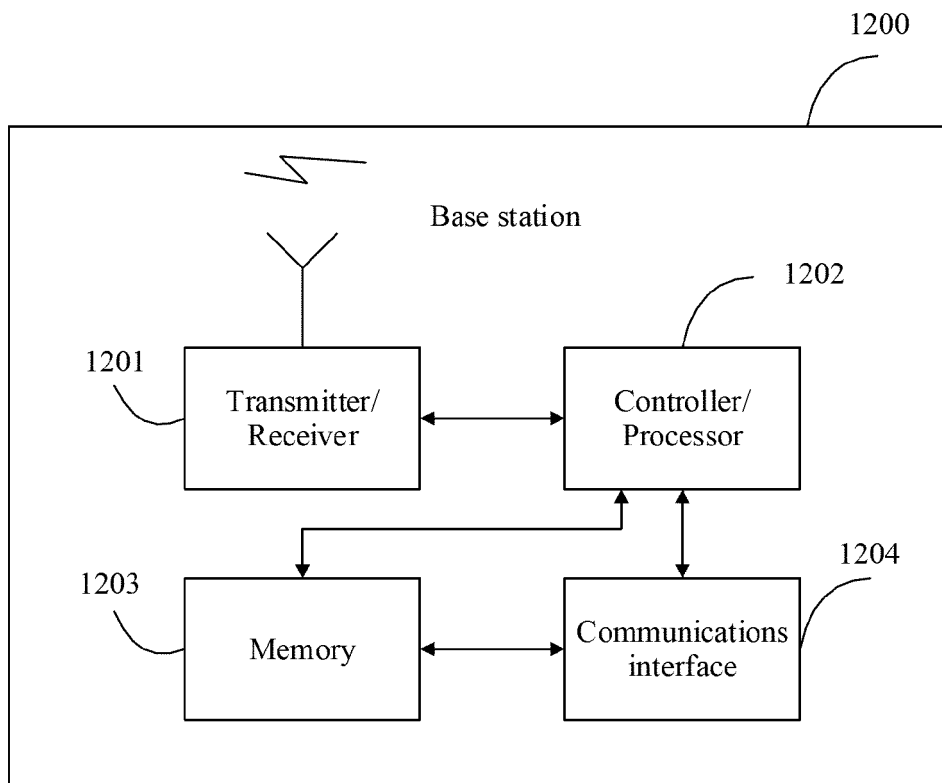 1200
Base station
1202
1201
Transmitter/
Receiver
Controller/
Processor
1204
1203
Memory
Communications
interface